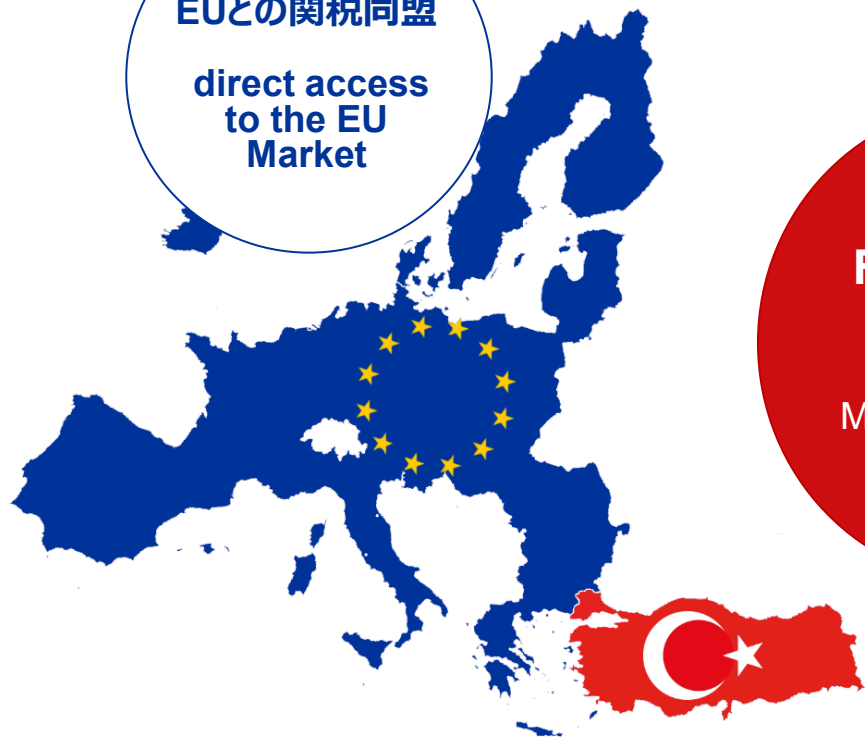 EUとの関税同盟
direct access
to the EU
Market